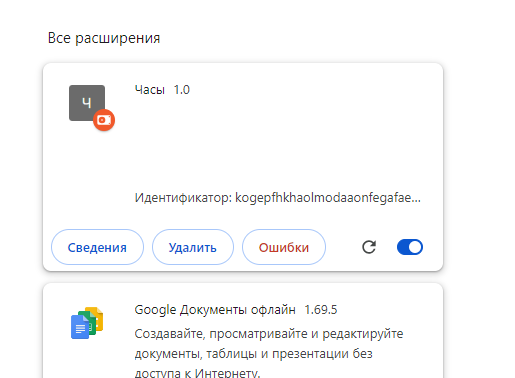 Все расширения
Ч
Часы 1.0
Идентификатор: kogepfhkhaolmodaaonfegafae...
Сведения Удалить Ошибки
Google Документы офлайн 1.69.5
Создавайте, просматривайте и редактируйте
документы, таблицы и презентации без
доступа к Интернету.